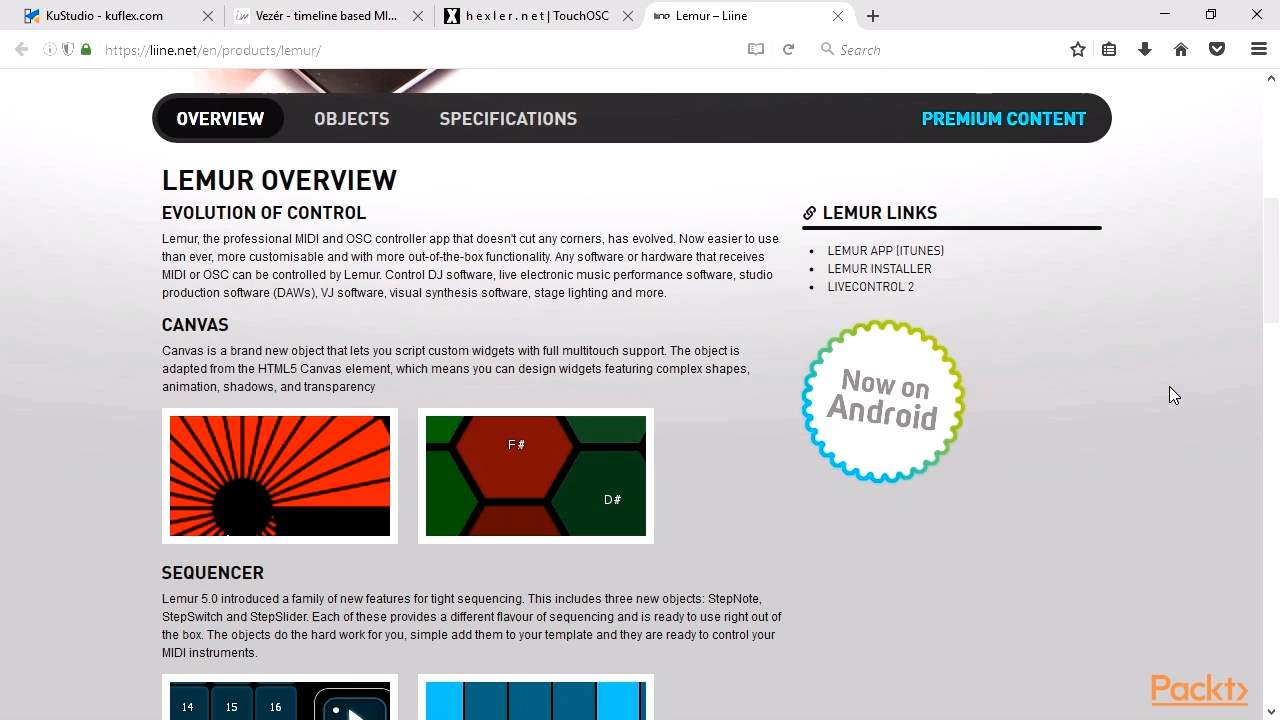 KuStudio - kuflex.com
Vezér - timeline based MI...
h e x l e r . n e t | TouchOSC
Lemur – Liine
https://liine.net/en/products/lemur/
Search
OVERVIEW
OBJECTS
SPECIFICATIONS
PREMIUM CONTENT
LEMUR OVERVIEW
EVOLUTION OF CONTROL
Lemur, the professional MIDI and OSC controller app that doesn't cut any corners, has evolved. Now easier to use
than ever, more customisable and with more out-of-the-box functionality. Any software or hardware that receives
MIDI or OSC can be controlled by Lemur. Control DJ software, live electronic music performance software, studio
production software (DAWs), VJ software, visual synthesis software, stage lighting and more.
CANVAS
Canvas is a brand new object that lets you script custom widgets with full multitouch support. The object is
adapted from the HTML5 Canvas element, which means you can design widgets featuring complex shapes,
animation, shadows, and transparency
F#
D#
SEQUENCER
Lemur 5.0 introduced a family of new features for tight sequencing. This includes three new objects: StepNote,
StepSwitch and StepSlider. Each of these provides a different flavour of sequencing and is ready to use right out of
the box. The objects do the hard work for you, simple add them to your template and they are ready to control your
MIDI instruments.
14
15
16
LEMUR LINKS
LEMUR APP (ITUNES)
LEMUR INSTALLER
LIVECONTROL 2
Now on
Android
Packt